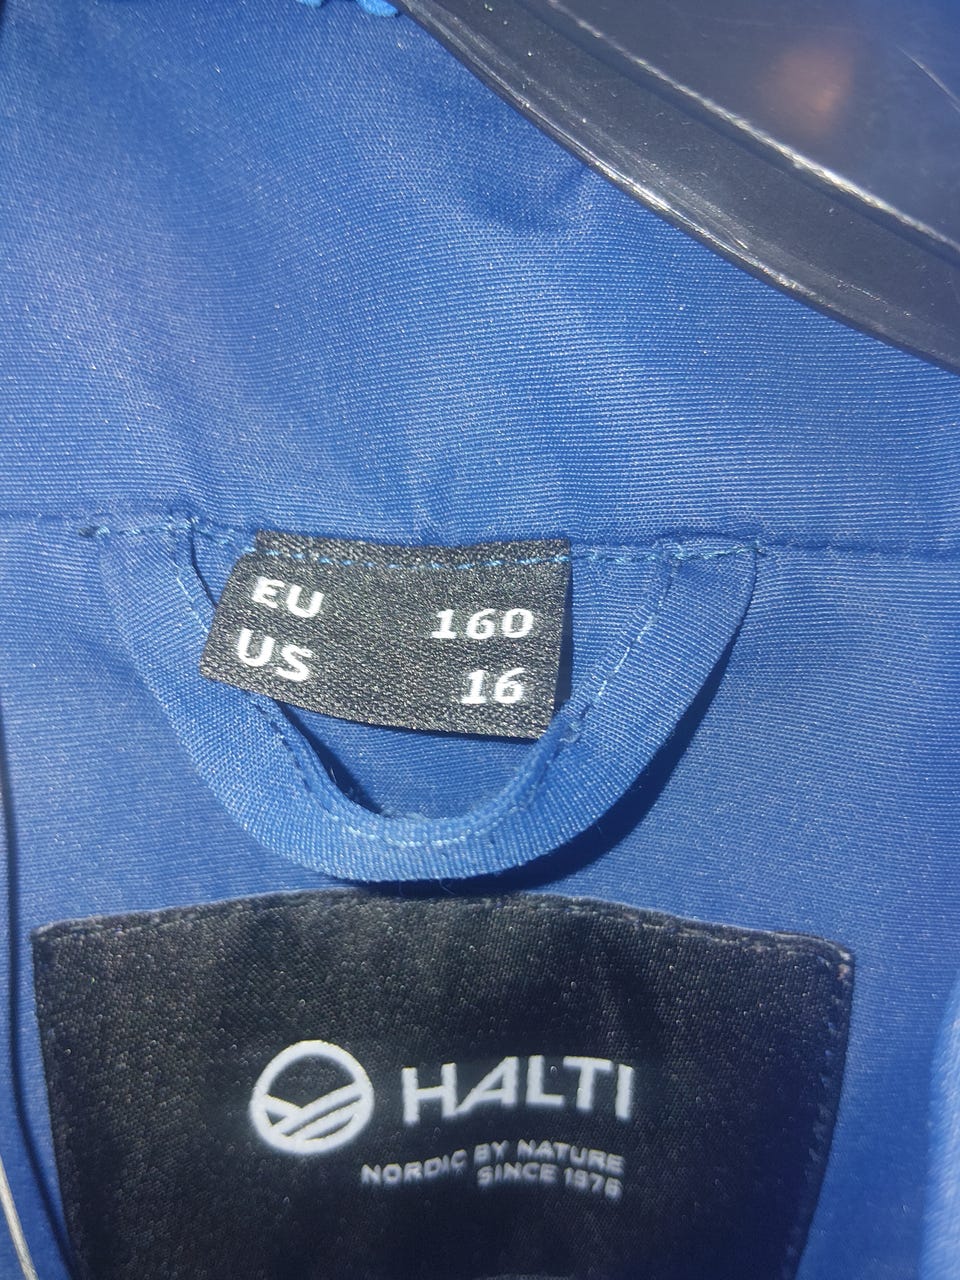 EU 160
US 16
HALTI
NORDIC BY NATURE
SINCE 1976